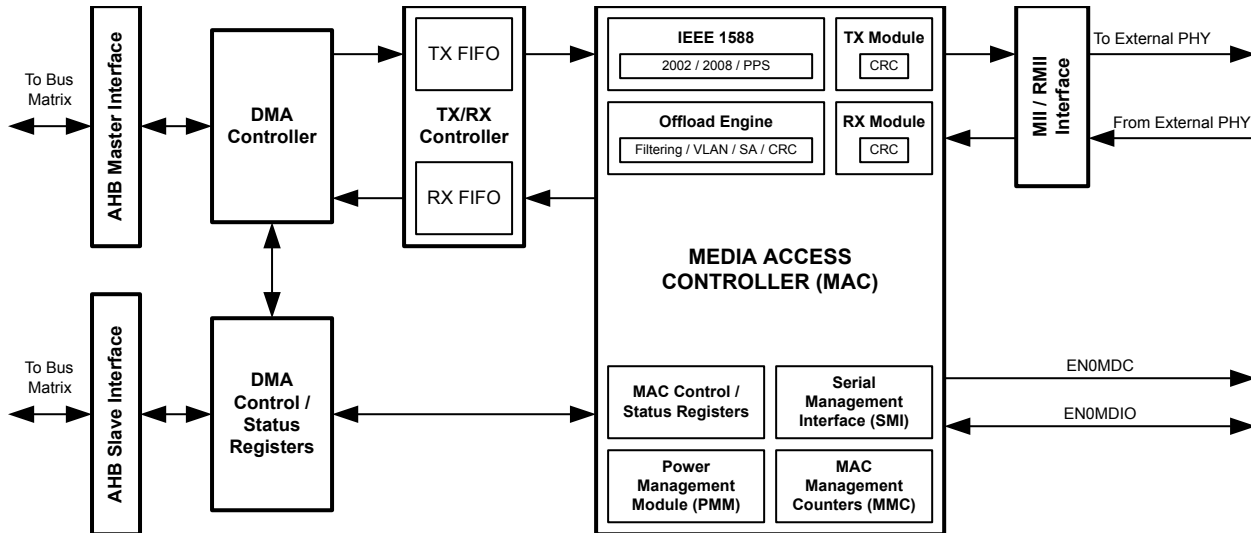 To Bus
Matrix
AHB Master Interface
DMA
Controller
TX FIFO
TX/RX
Controller
RX FIFO
IEEE 1588
2002 / 2008 / PPS
TX Module
CRC
Offload Engine
Filtering / VLAN / SA / CRC
RX Module
CRC
MII / RMII
Interface
To External PHY
From External PHY
MEDIA ACCESS
CONTROLLER (MAC)
To Bus
Matrix
AHB Slave Interface
DMA
Control /
Status
Registers
MAC Control /
Status Registers
Serial
Management
Interface (SMI)
Power
Management
Module (PMM)
MAC
Management
Counters (MMC)
EN0MDC
EN0MDIO